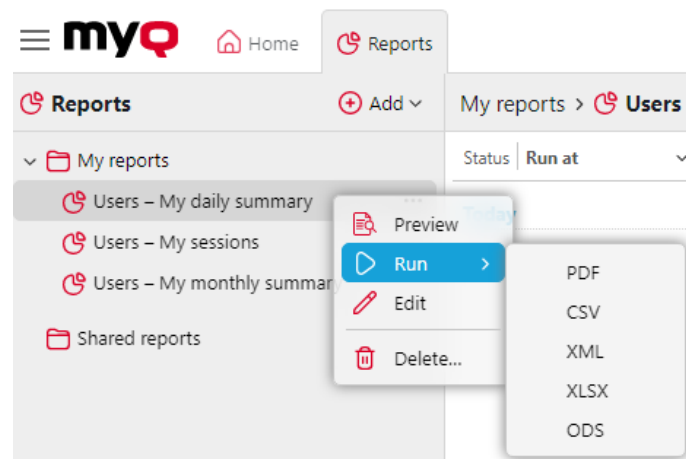 myQ Home Reports
Reports Add My reports > Users
My reports Status Run at
Users – My daily summary
Today
Preview
Users – My sessions
Run
PDF
Users – My monthly summary
Edit
CSV
Shared reports
XML
Delete...
XLSX
ODS